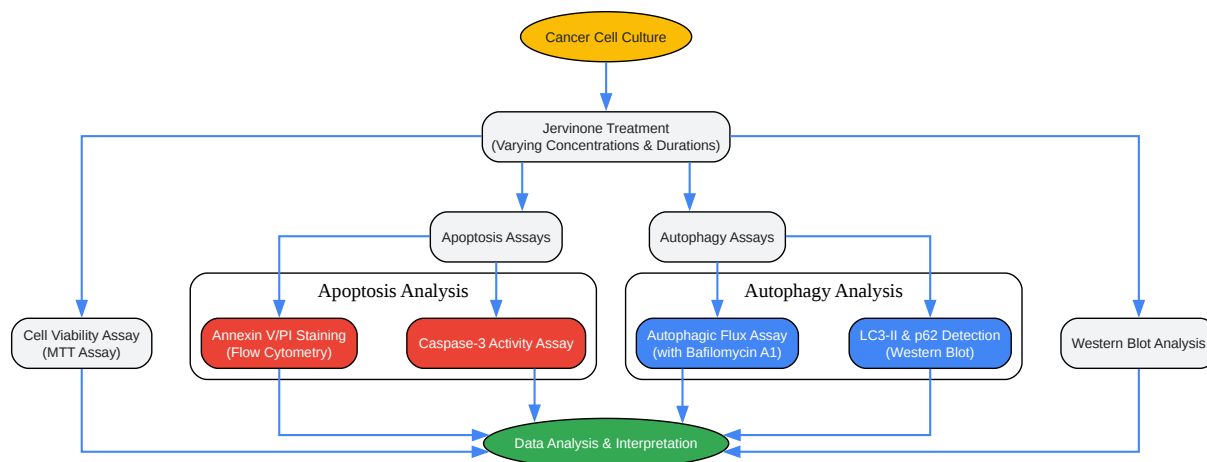 Cancer Cell Culture
Jervinone Treatment
(Varying Concentrations & Durations)
Apoptosis Assays
Autophagy Assays
Apoptosis Analysis
Autophagy Analysis
Cell Viability Assay
(MTT Assay)
Annexin V/PI Staining
(Flow Cytometry)
Caspase-3 Activity Assay
Autophagic Flux Assay
(with Bafilomycin A1)
LC3-II & p62 Detection
(Western Blot)
Western Blot Analysis
Data Analysis & Interpretation